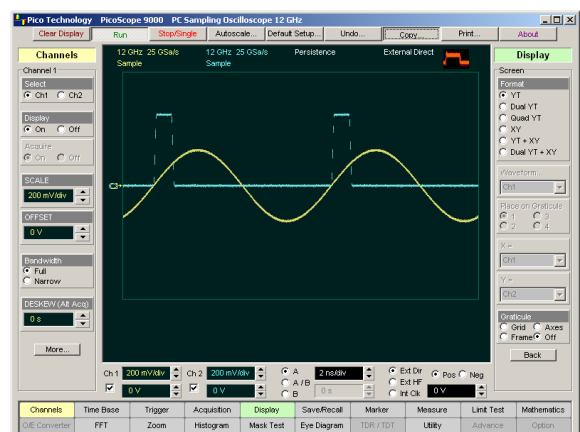 Pico Technology PicoScope 9000 PC Sampling Oscilloscope 12 GHz
Clear Display Run Stop/Single Autoscale... Default Setup... Undo... Copy... Print... About
Channels
Channel 1
Select
Ch1 Ch2
Display
On Off
Acquire
On Off
SCALE
200 mV/div
OFFSET
0 V
Bandwidth
Full
Narrow
DESKEW (Alt Acq)
0 s
More...
12 GHz 25 GSa/s 12 GHz 25 GSa/s Persistence External Direct
Sample Sample
Display
Screen
Format
YT
Dual YT
Quad YT
XY
YT + XY
Dual YT + XY
Waveform...
Ch1
Place on Graticule
1 3
2 4
X =
Ch1
Y =
Ch2
Graticule
Grid Axes
Frame Off
Back
Ch 1 200 mV/div Ch 2 200 mV/div A 2 ns/div Ext Dir Pos Neg
A / B Ext HF
0 V 0 V B 0 s Int Clk 0 V
Channels Time Base Trigger Acquisition Display Save/Recall Marker Measure Limit Test Mathematics
O/E Converter FFT Zoom Histogram Mask Test Eye Diagram TDR / TDT Utility Advance Option